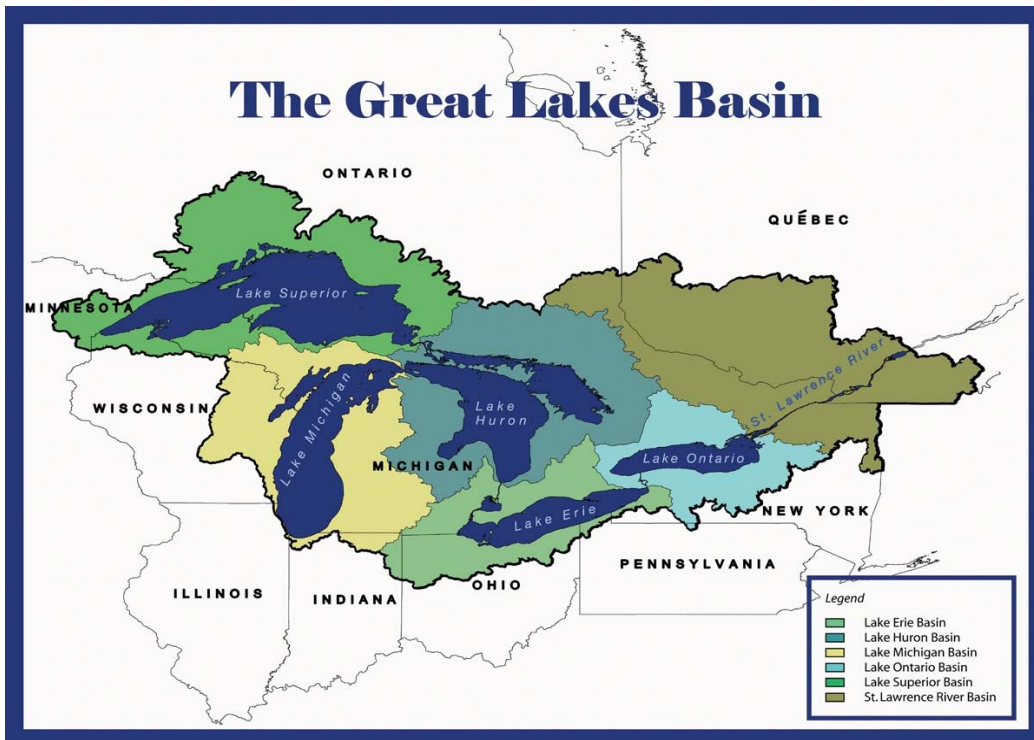 The Great Lakes Basin
ONTARIO
QUÉBEC
Lake Superior
MINNESOTA
St. Lawrence River
WISCONSIN
Lake Michigan
Lake
Huron
MICHIGAN
Lake Ontario
Lake Erie
NEW YORK
PENNSYLVANIA
OHIO
ILLINOIS
INDIANA
Legend
Lake Erie Basin
Lake Huron Basin
Lake Michigan Basin
Lake Ontario Basin
Lake Superior Basin
St. Lawrence River Basin